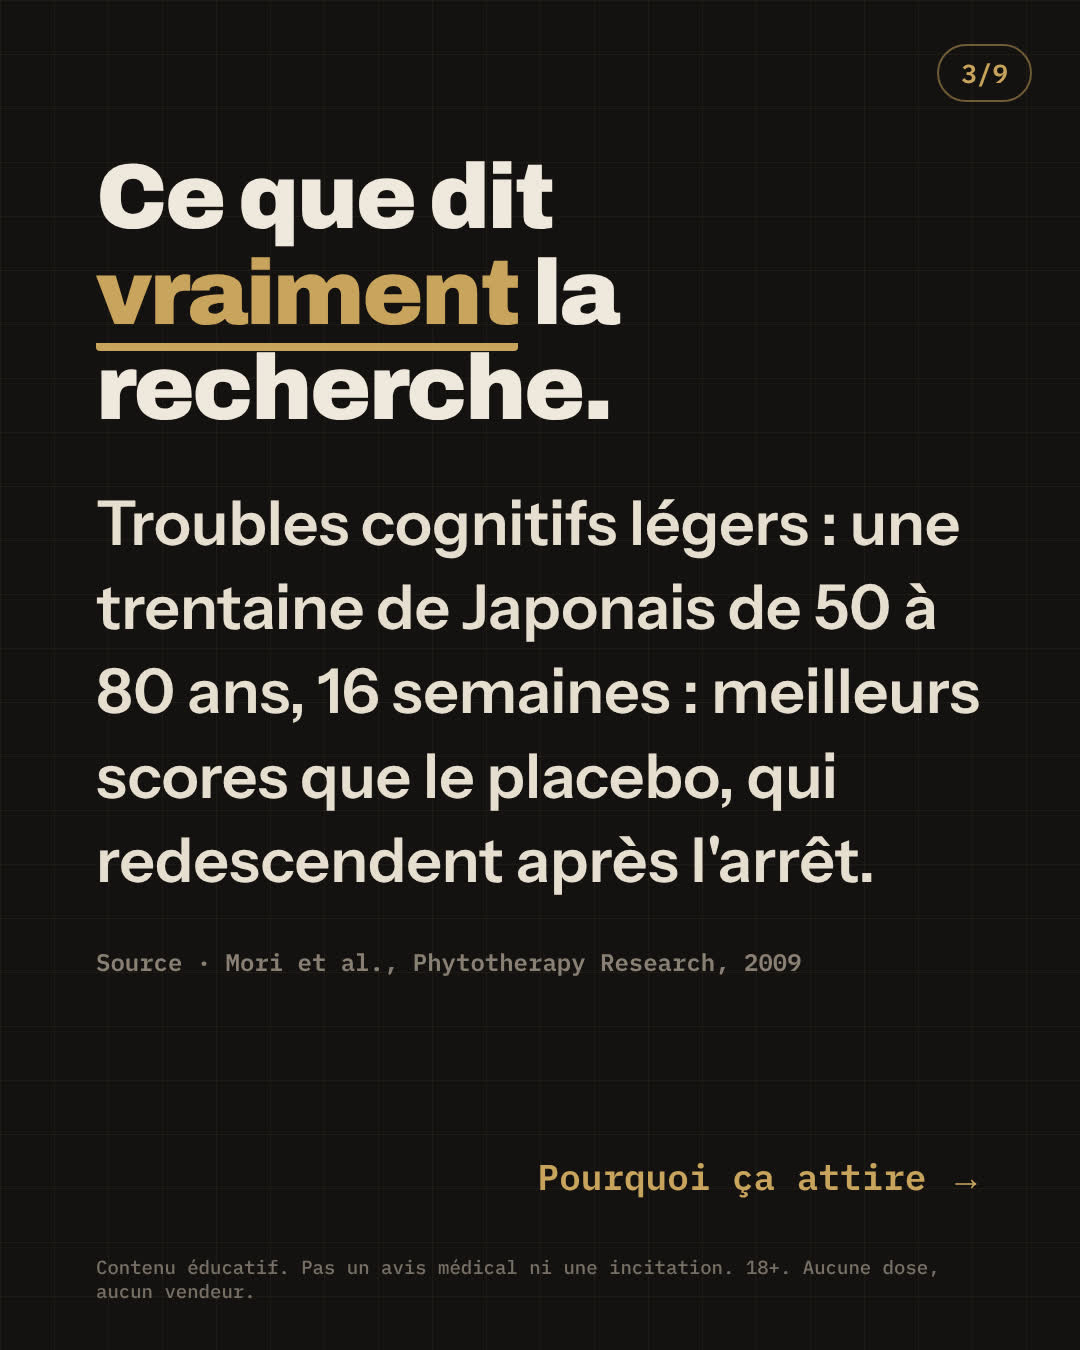 3/9
Ce que dit
vraiment la
recherche.
Troubles cognitifs légers : une
trentaine de Japonais de 50 à
80 ans, 16 semaines : meilleurs
scores que le placebo, qui
redescendent après l'arrêt.
Source · Mori et al., Phytotherapy Research, 2009
Pourquoi ça attire →
Contenu éducatif. Pas un avis médical ni une incitation. 18+. Aucune dose,
aucun vendeur.